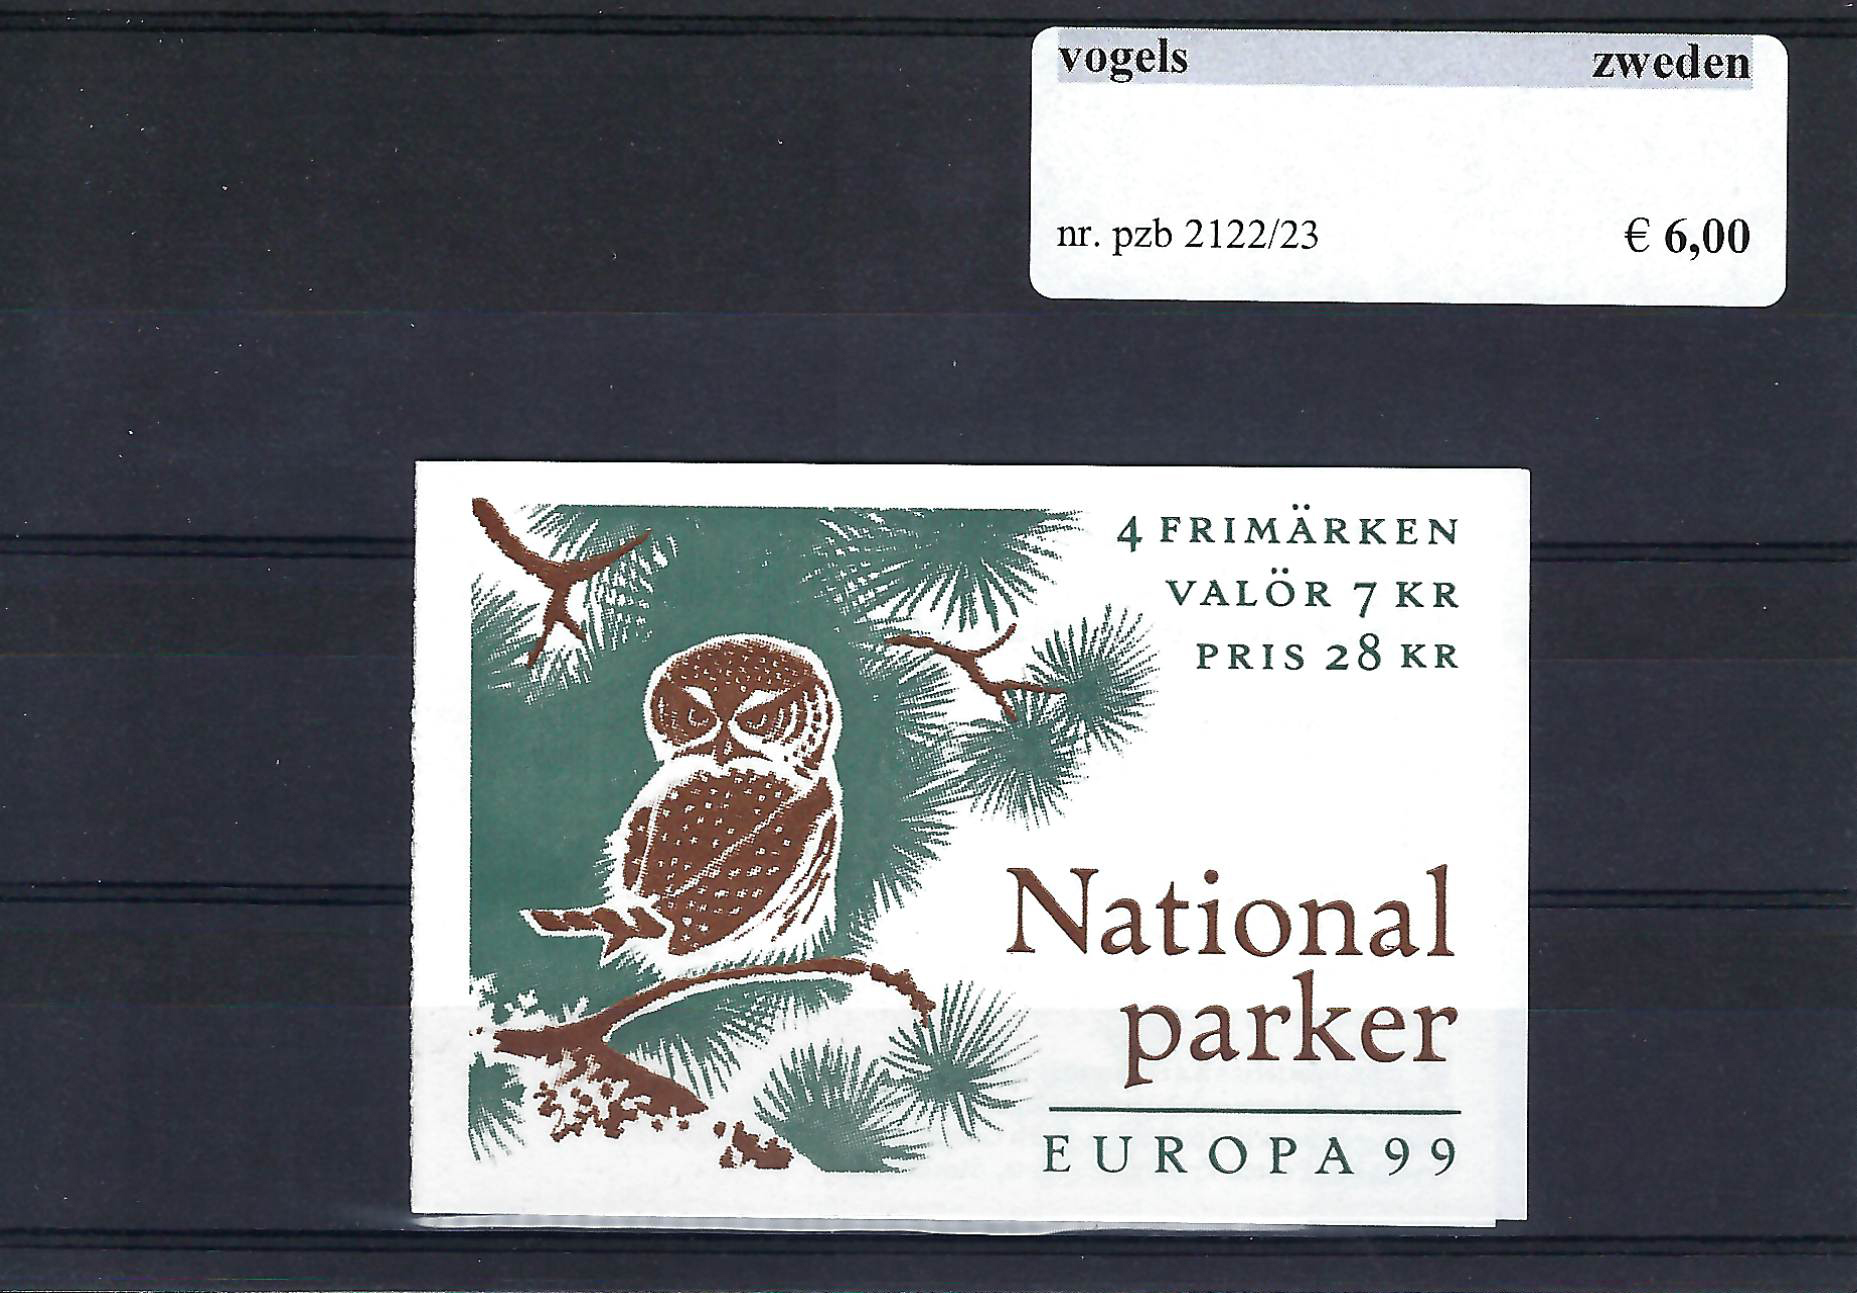 vogels zweden
nr. pzb 2122/23 € 6,00
4 FRIMÄRKEN
VALÖR 7 KR
PRIS 28 KR
National
parker
EUROPA 99